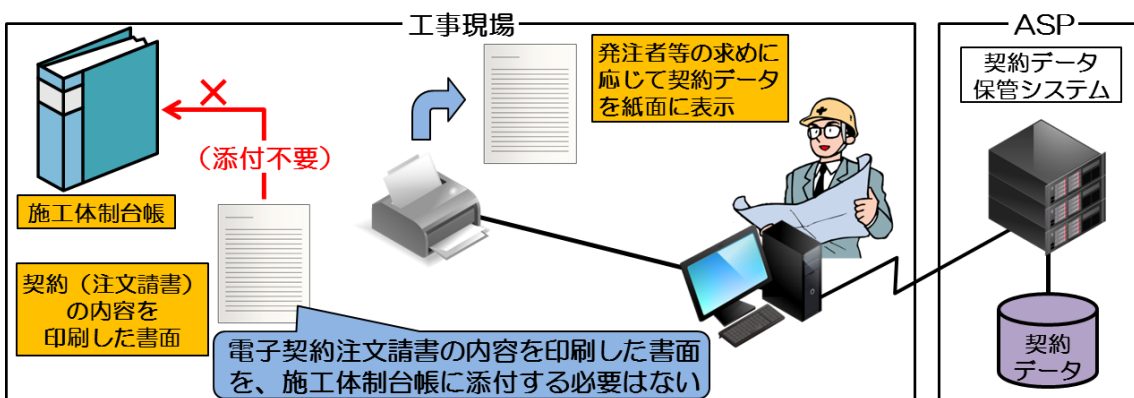 工事現場
ASP
発注者等の求めに
応じて契約データ
を紙面に表示
契約データ
保管システム
×
(添付不要)
施工体制台帳
契約(注文請書)
の内容を
印刷した書面
電子契約注文請書の内容を印刷した書面
を、施工体制台帳に添付する必要はない
契約
データ